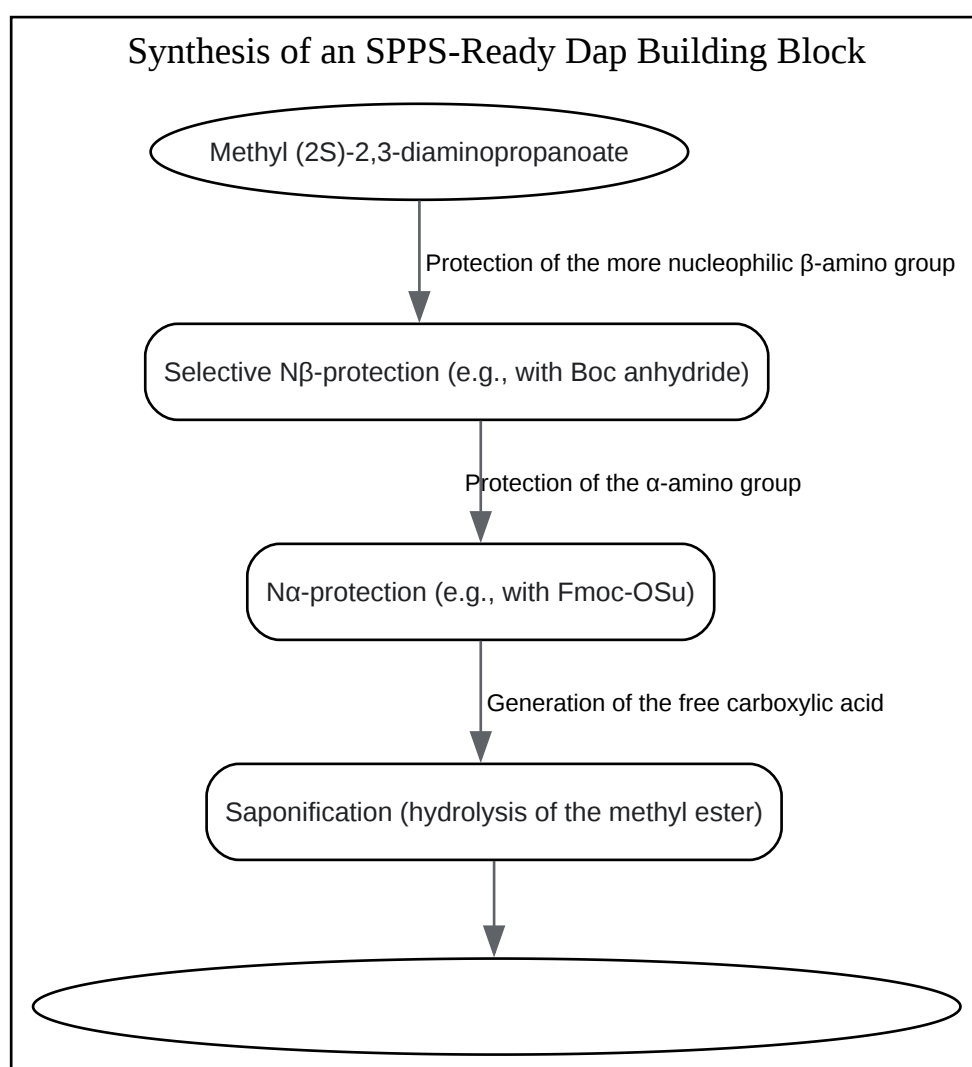 Synthesis of an SPPS-Ready Dap Building Block
Methyl (2S)-2,3-diaminopropanoate
Protection of the more nucleophilic β-amino group
Selective Nβ-protection (e.g., with Boc anhydride)
Protection of the α-amino group
Nα-protection (e.g., with Fmoc-OSu)
Generation of the free carboxylic acid
Saponification (hydrolysis of the methyl ester)